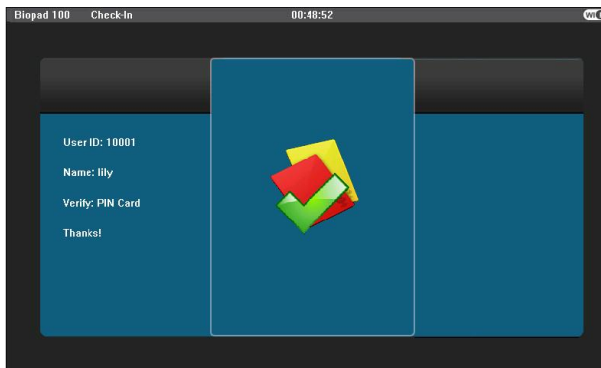 Biopad 100 Check-In 00:48:52
User ID: 10001
Name: lily
Verify: PIN Card
Thanks!